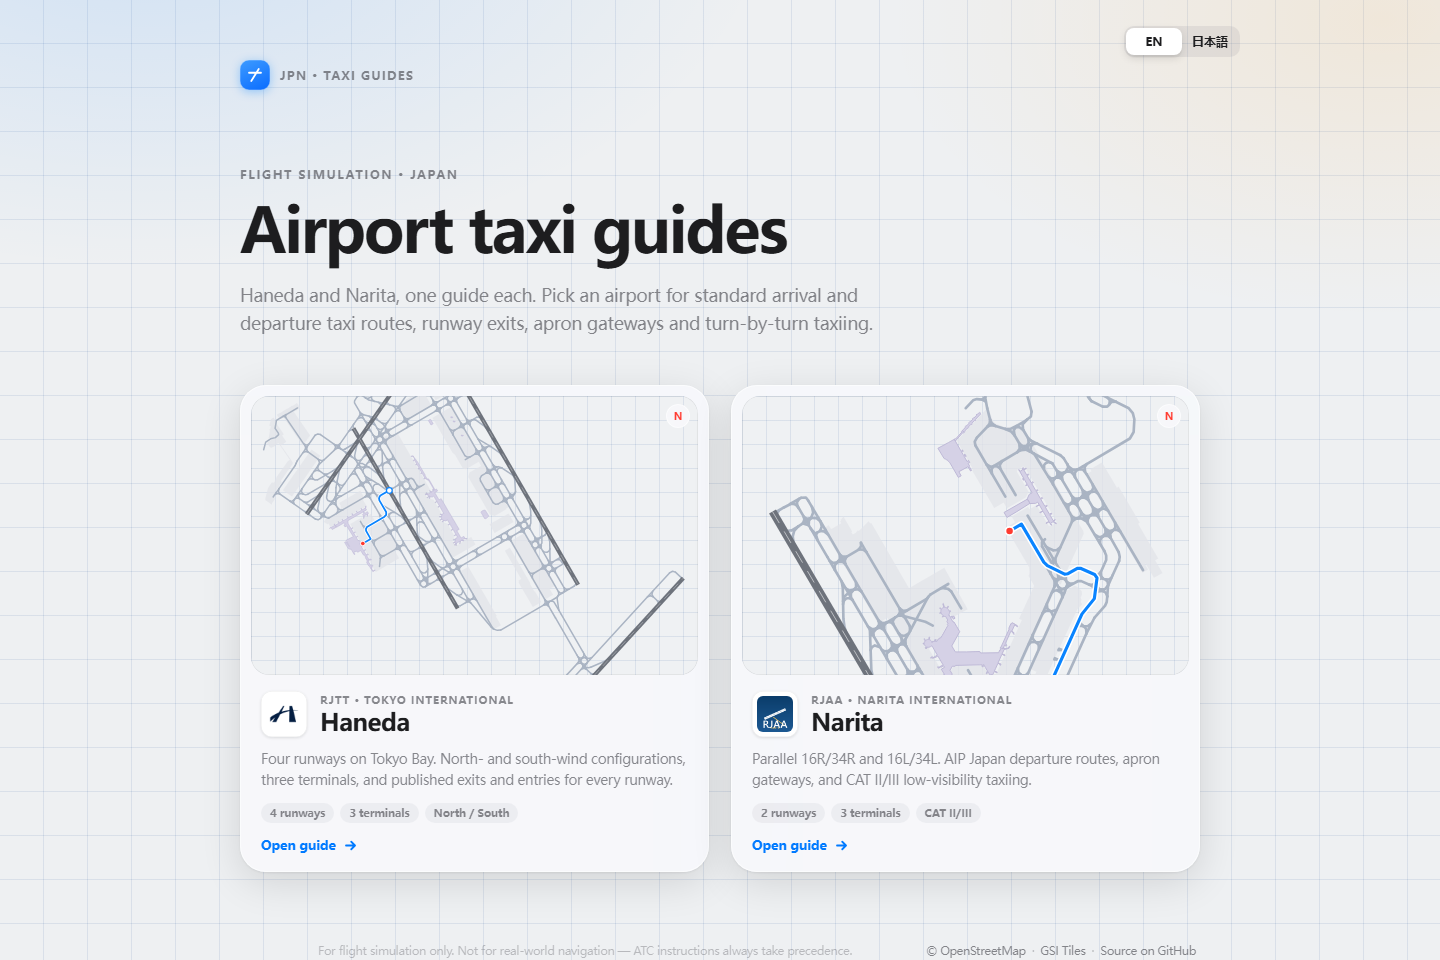 EN 日本語
JPN • TAXI GUIDES
FLIGHT SIMULATION • JAPAN
Airport taxi guides
Haneda and Narita, one guide each. Pick an airport for standard arrival and
departure taxi routes, runway exits, apron gateways and turn-by-turn taxiing.
N
N
RJTT • TOKYO INTERNATIONAL
Haneda
Four runways on Tokyo Bay. North- and south-wind configurations,
three terminals, and published exits and entries for every runway.
4 runways 3 terminals North / South
Open guide →
RJAA
RJAA • NARITA INTERNATIONAL
Narita
Parallel 16R/34R and 16L/34L. AIP Japan departure routes, apron
gateways, and CAT II/III low-visibility taxiing.
2 runways 3 terminals CAT II/III
Open guide →
For flight simulation only. Not for real-world navigation — ATC instructions always take precedence.
© OpenStreetMap · GSI Tiles · Source on GitHub